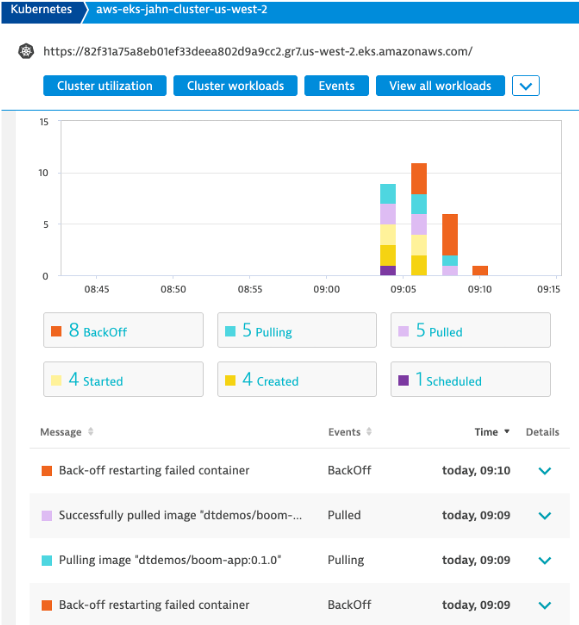 Kubernetes aws-eks-jahn-cluster-us-west-2
https://82f31a75a8eb01ef33deea802d9a9cc2.gr7.us-west-2.eks.amazonaws.com/
Cluster utilization Cluster workloads Events View all workloads
15
10
5
0
08:45 08:50 08:55 09:00 09:05 09:10 09:15
8 BackOff 5 Pulling 5 Pulled
4 Started 4 Created 1 Scheduled
Message Events Time Details
Back-off restarting failed container BackOff today, 09:10
Successfully pulled image "dtdemos/boom-... Pulled today, 09:09
Pulling image "dtdemos/boom-app:0.1.0" Pulling today, 09:09
Back-off restarting failed container BackOff today, 09:09